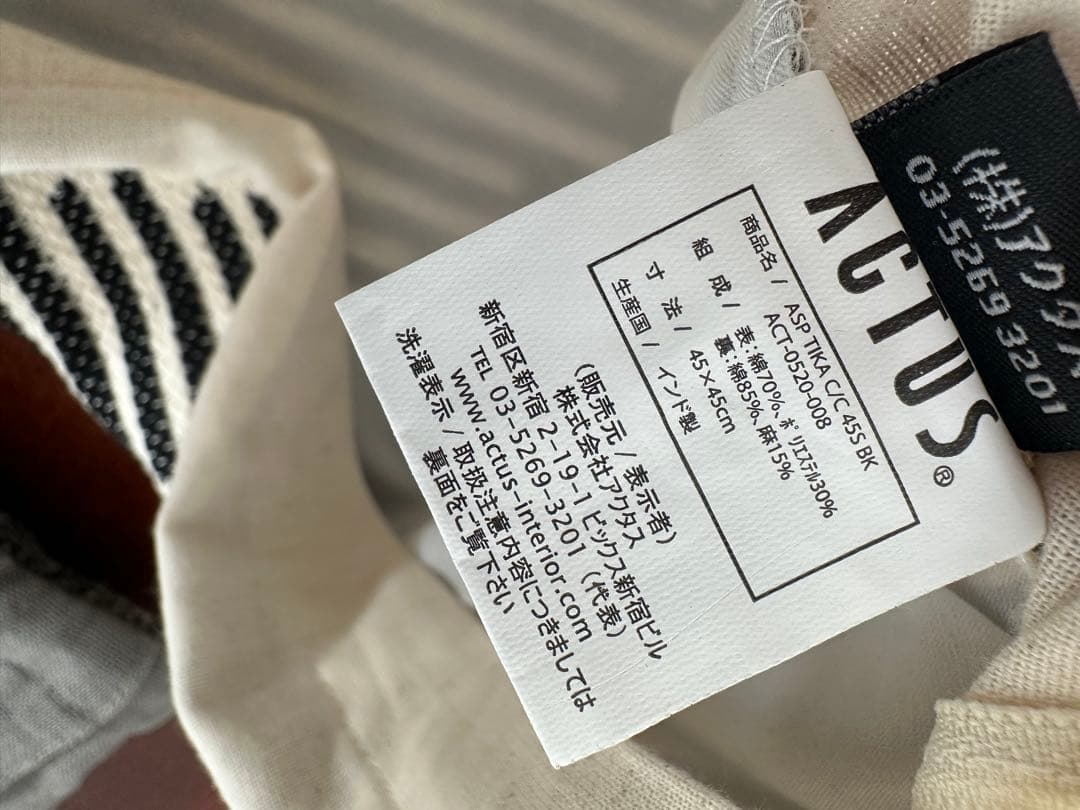 (株)アクタス
03-5269 3201
ACTUS®
商品名 / ASP TIKA C/C 45S BK
ACT-0520-008
組 成 / 表:綿70%、ポリエステル30%
裏:綿85%、麻15%
寸 法 / 45×45cm
生産国 / インド製
(販売元 / 表示者)
株式会社アクタス
新宿区新宿 2-19-1 ビックス新宿ビル
TEL 03-5269-3201 (代表)
www.actus-interior.com
洗濯表示 / 取扱注意内容につきましては
裏面をご覧下さい